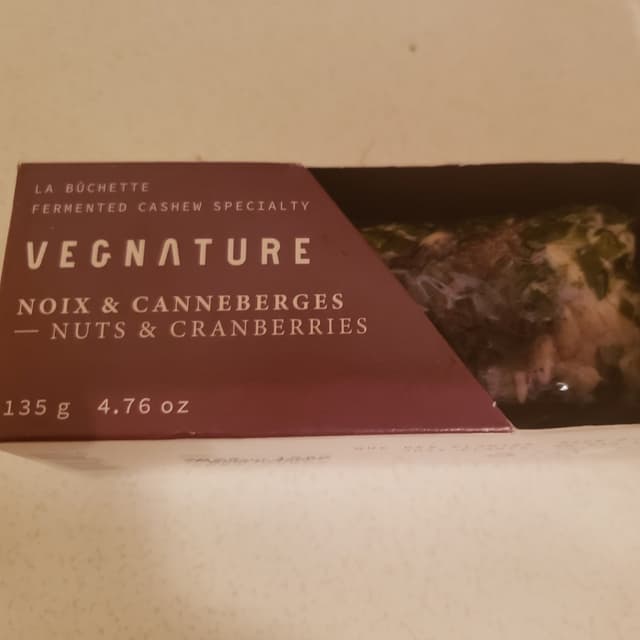 LA BÛCHETTE
FERMENTED CASHEW SPECIALTY
VEGNATURE
NOIX & CANNEBERGES
— NUTS & CRANBERRIES
135 g 4.76 oz